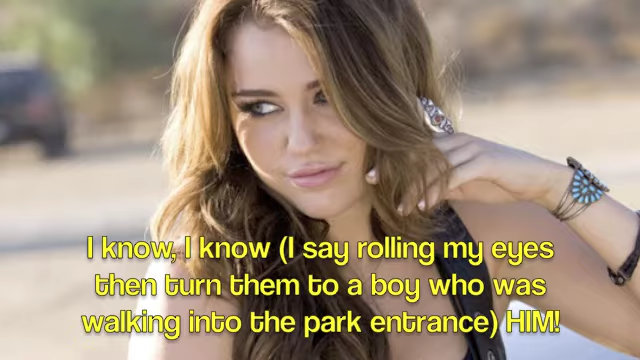 I know, I know (I say rolling my eyes
then turn them to a boy who was
walking into the park entrance) HIM!